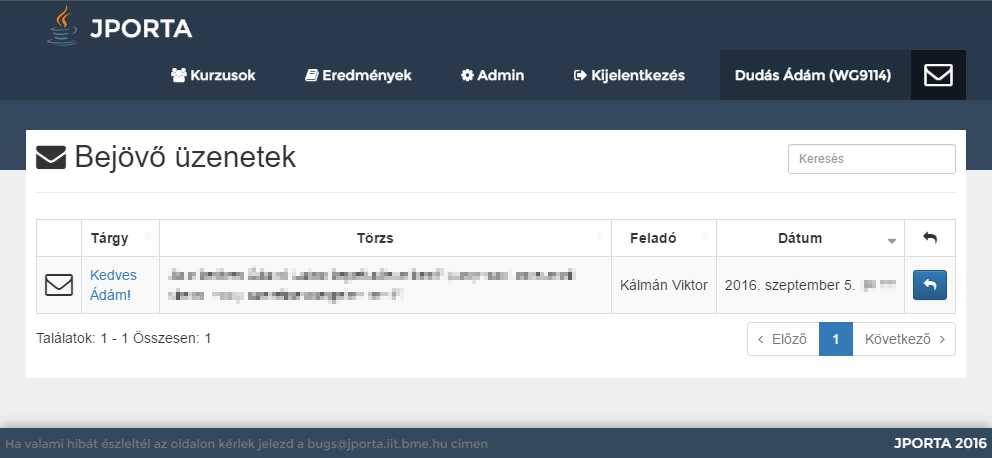 JPORTA
Kurzusok Eredmények Admin Kijelentkezés Dudás Ádám (WG9114)
Bejövő üzenetek
Keresés
Tárgy Törzs Feladó Dátum
Kedves
Ádám!
Kálmán Viktor 2016. szeptember 5.
Találatok: 1 - 1 Összesen: 1
Előző 1 Következő
Ha valami hibát észleltél az oldalon kérlek jelezd a bugs@jporta.iit.bme.hu címen
JPORTA 2016